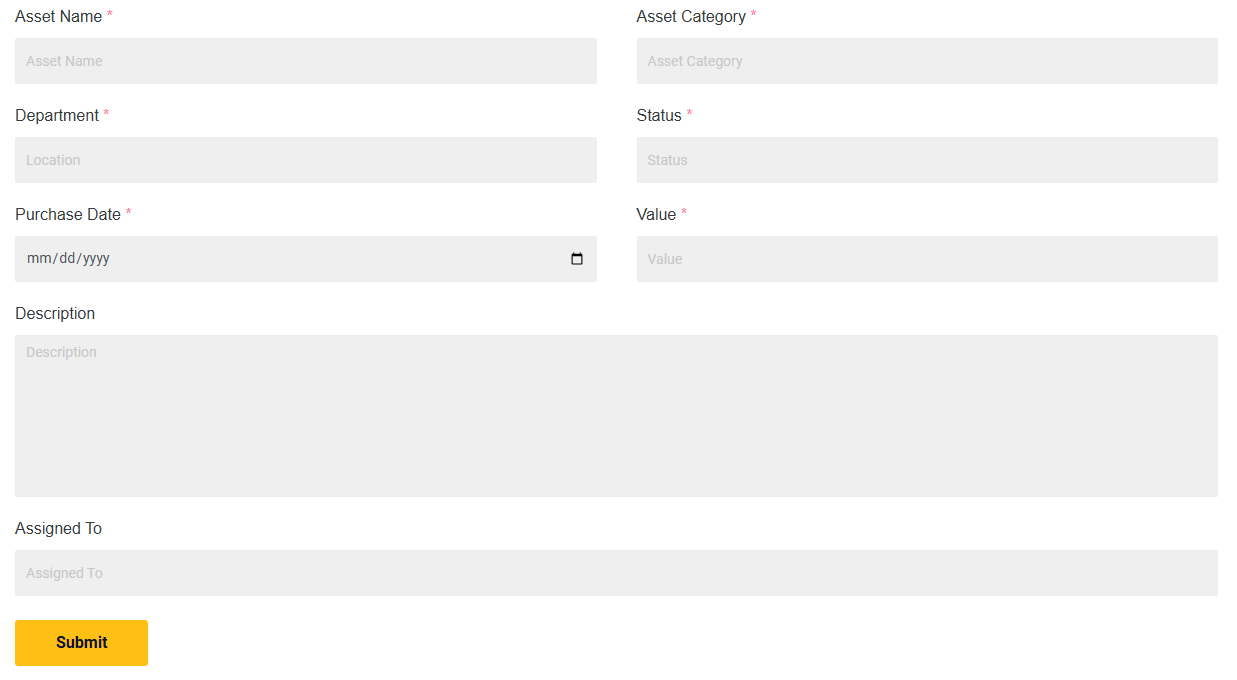 Asset Name * Asset Category *
Asset Name Asset Category
Department * Status *
Location Status
Purchase Date * Value *
mm/dd/yyyy Value
Description
Description
Assigned To
Assigned To
Submit